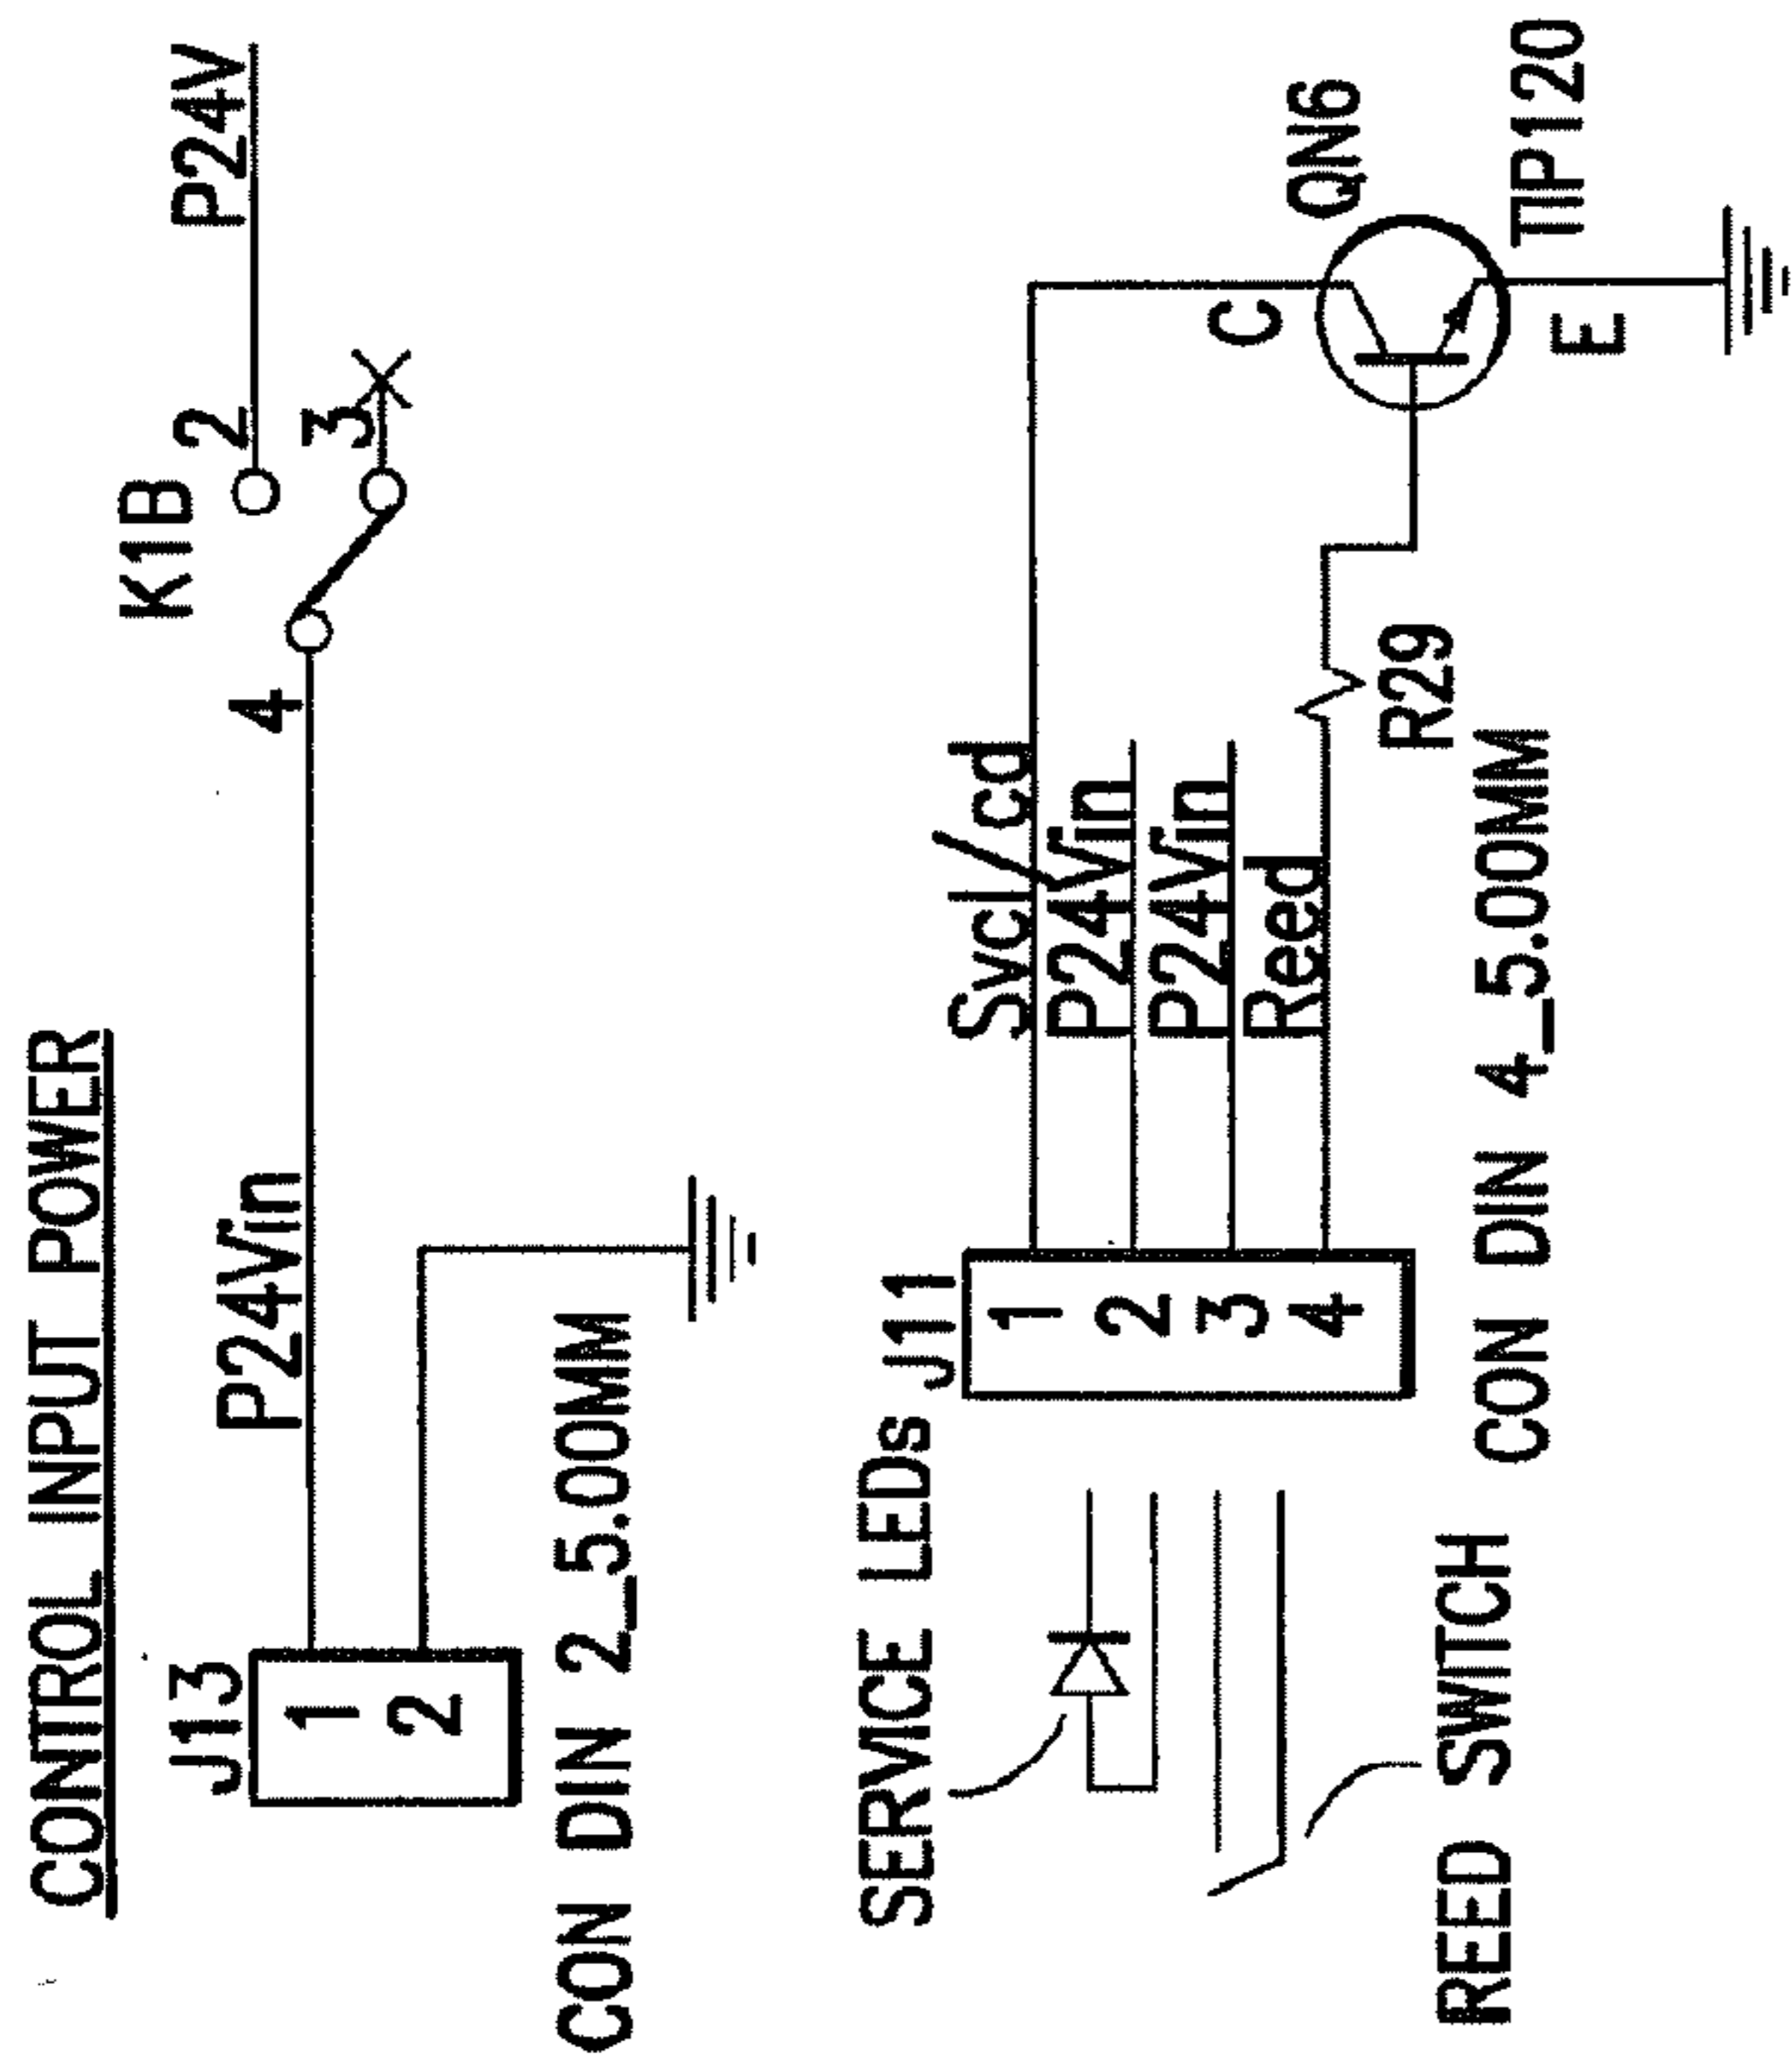 CONTROL INPUT POWER
P24V
K1B
2
3
4
P24Vin
J13
1
2
CON DIN 2_5.00MM
SERVICE LEDs
J11
1
2
3
4
Svcl/cd
P24Vin
P24Vin
Reed
R29
C
QN6
E
TIP120
CON DIN 4_5.00MM
REED SWITCH